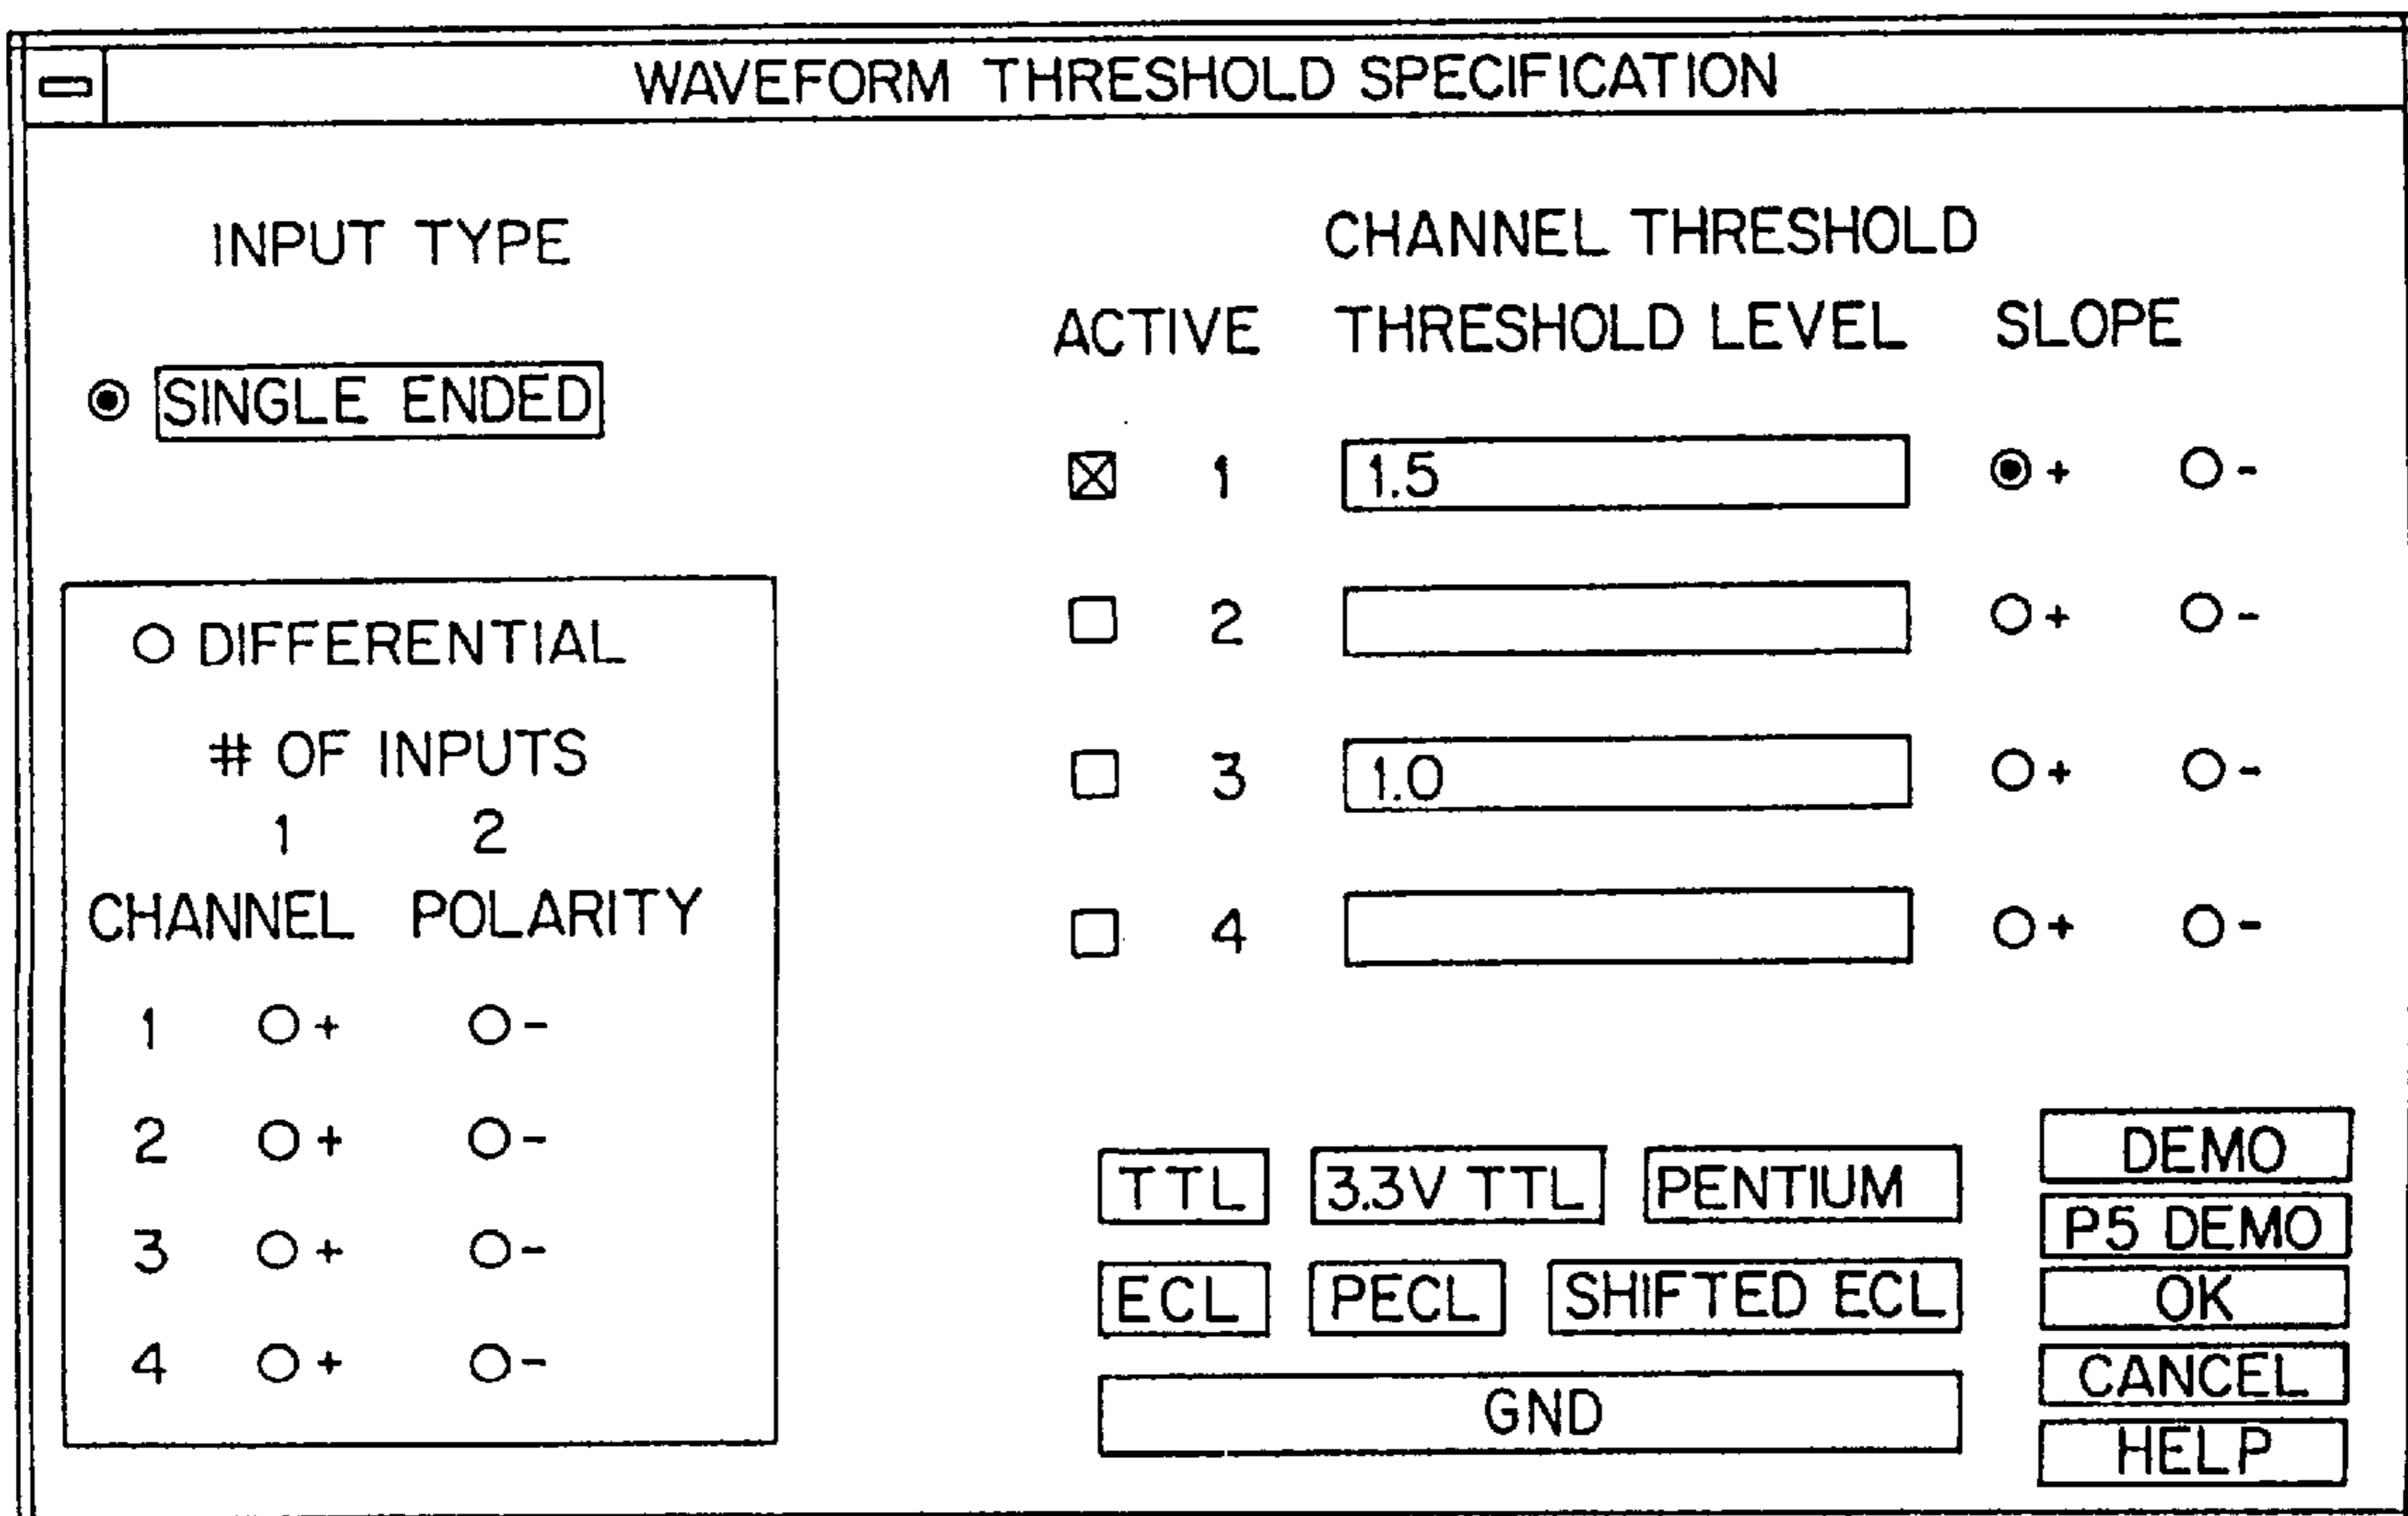 WAVEFORM THRESHOLD SPECIFICATION
INPUT TYPE
SINGLE ENDED
DIFFERENTIAL
# OF INPUTS
1 2
CHANNEL POLARITY
1 + -
2 + -
3 + -
4 + -
CHANNEL THRESHOLD
ACTIVE THRESHOLD LEVEL SLOPE
1 1.5 + -
2 + -
3 1.0 + -
4 + -
TTL 3.3V TTL PENTIUM
ECL PECL SHIFTED ECL
GND
DEMO
P5 DEMO
OK
CANCEL
HELP